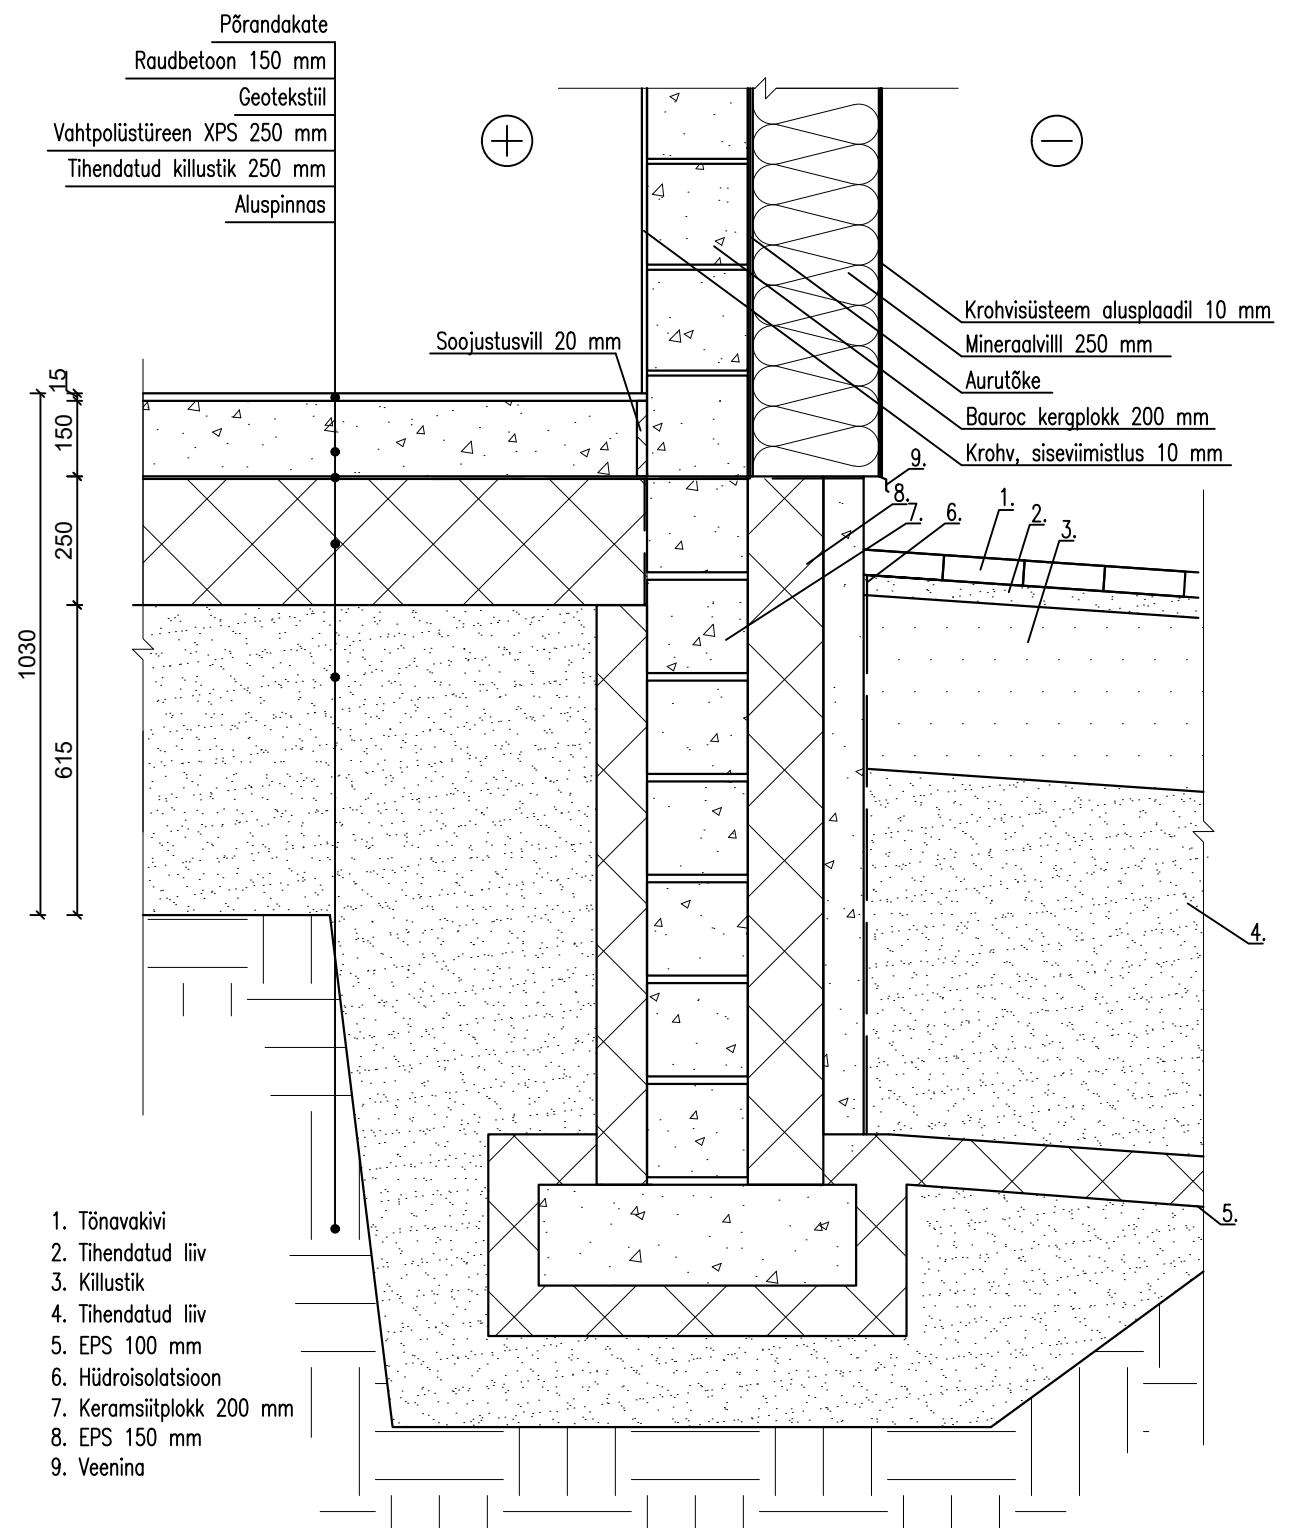 Põrandakate
Raudbetoon 150 mm
Geotekstiil
Vahtpolüstüreen XPS 250 mm
Tihendatud killustik 250 mm
Aluspinnas
Soojustusvill 20 mm
Krohvisüsteem alusplaadil 10 mm
Mineraalvilll 250 mm
Aurutõke
Bauroc kergplokk 200 mm
Krohv, siseviimistlus 10 mm
9.
8.
7.
6.
1.
2.
3.
4.
5.
15
150
250
615
1030
1. Tõnavakivi
2. Tihendatud liiv
3. Killustik
4. Tihendatud liiv
5. EPS 100 mm
6. Hüdroisolatsioon
7. Keramsiitplokk 200 mm
8. EPS 150 mm
9. Veenina